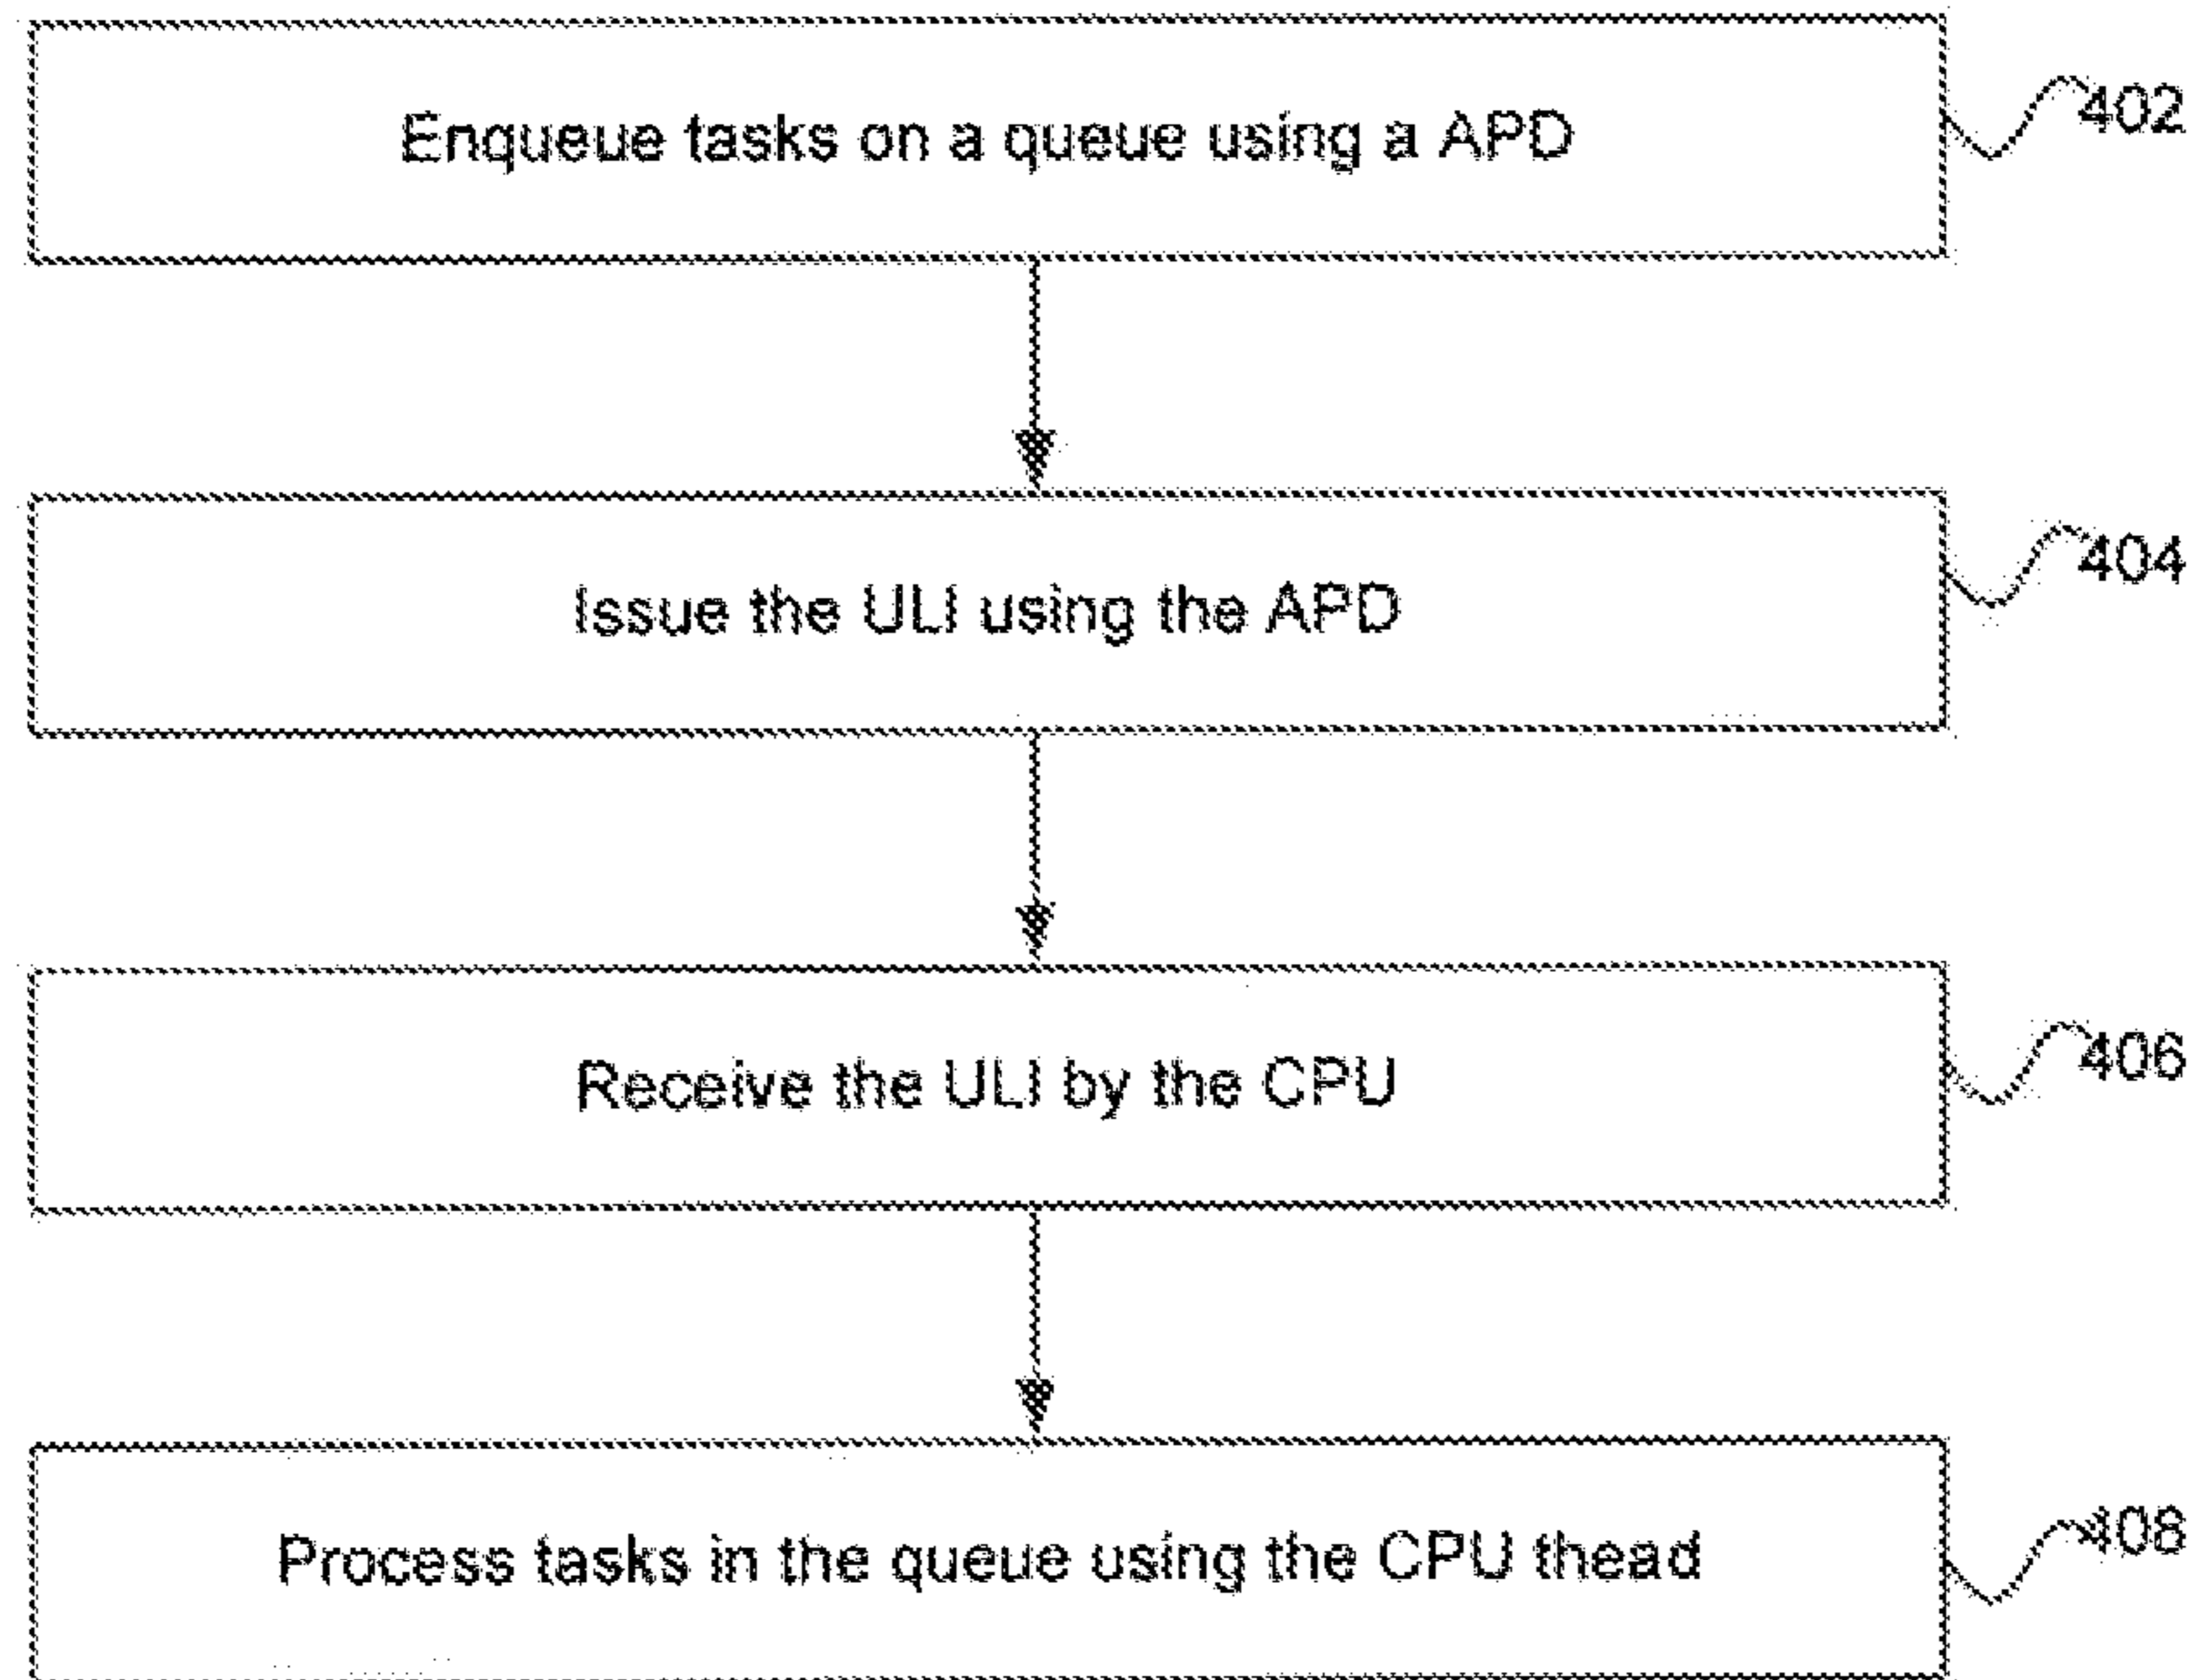 Enqueue tasks on a queue using a APD
402
Issue the ULI using the APD
404
Receive the ULI by the CPU
406
Process tasks in the queue using the CPU thead
408